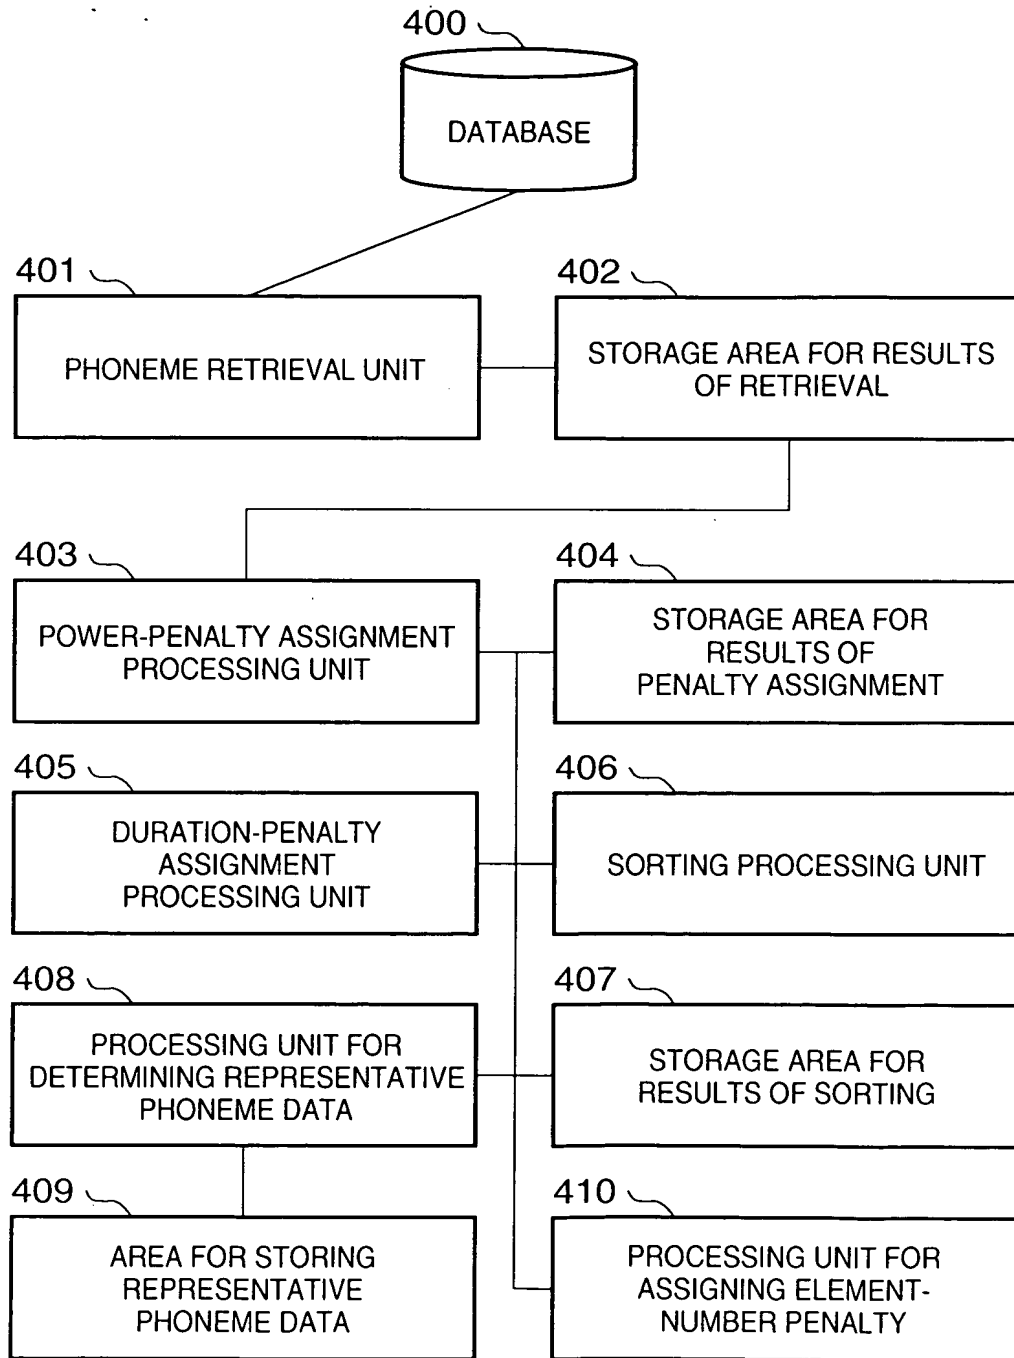 400
DATABASE
401
PHONEME RETRIEVAL UNIT
402
STORAGE AREA FOR RESULTS
OF RETRIEVAL
403
POWER-PENALTY ASSIGNMENT
PROCESSING UNIT
404
STORAGE AREA FOR
RESULTS OF
PENALTY ASSIGNMENT
405
DURATION-PENALTY
ASSIGNMENT
PROCESSING UNIT
406
SORTING PROCESSING UNIT
408
PROCESSING UNIT FOR
DETERMINING REPRESENTATIVE
PHONEME DATA
407
STORAGE AREA FOR
RESULTS OF SORTING
409
AREA FOR STORING
REPRESENTATIVE
PHONEME DATA
410
PROCESSING UNIT FOR
ASSIGNING ELEMENT-
NUMBER PENALTY